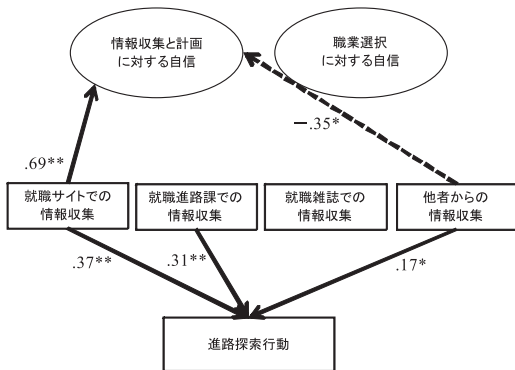 情報収集と計画
に対する自信
職業選択
に対する自信
－.35*
.69**
就職サイトでの
情報収集
就職進路課での
情報収集
就職雑誌での
情報収集
他者からの
情報収集
.37**
.31**
.17*
進路探索行動